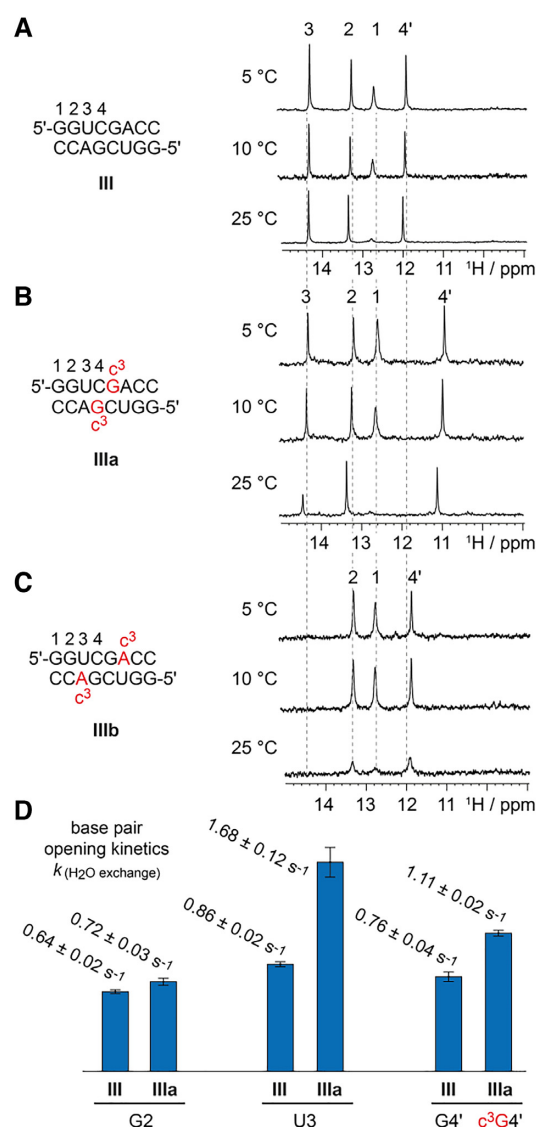 A
3 2 1 4'
5 °C
1 2 3 4
5'-GGUCGACC
CCAGCUGG-5'
III
10 °C
25 °C
14 13 12 11 ¹H / ppm
B
3 2 1 4'
5 °C
1 2 3 4 c³
5'-GGUCGACC
CCAGCUGG-5'
c³
IIIa
10 °C
25 °C
14 13 12 11 ¹H / ppm
C
2 1 4'
5 °C
1 2 3 4 c³
5'-GGUCGACC
CCAGCUGG-5'
c³
IIIb
10 °C
25 °C
14 13 12 11 ¹H / ppm
D
base pair
opening kinetics
k (H2O exchange)
0.64 ± 0.02 s⁻¹
0.72 ± 0.03 s⁻¹
0.86 ± 0.02 s⁻¹
1.68 ± 0.12 s⁻¹
0.76 ± 0.04 s⁻¹
1.11 ± 0.02 s⁻¹
III IIIa III IIIa III IIIa
G2 U3 G4' c³G4'